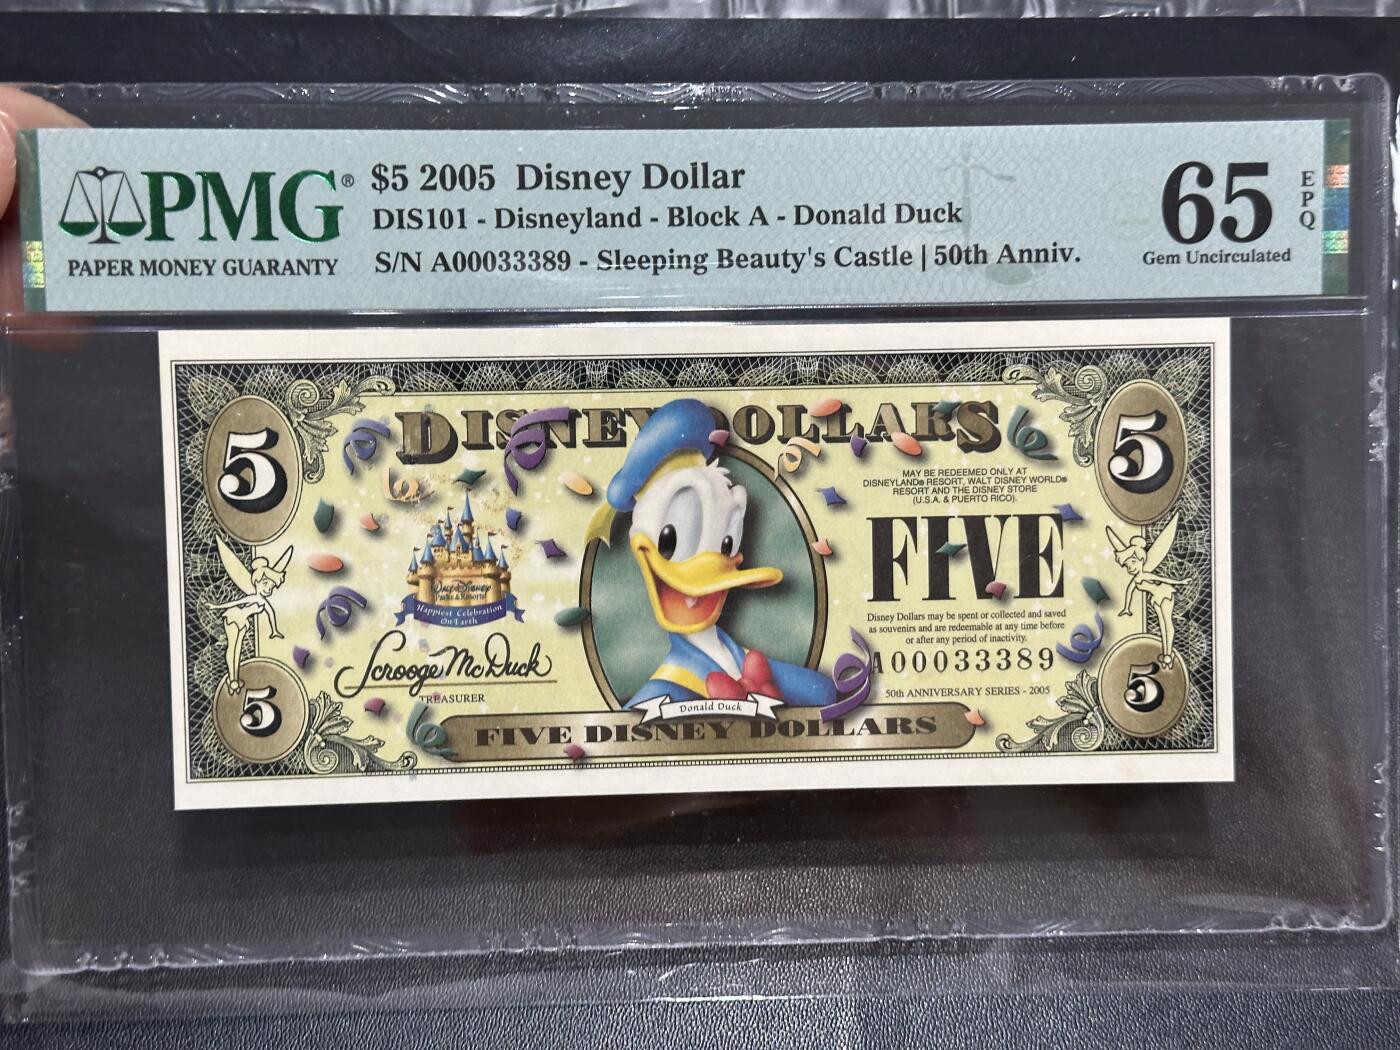 PMG®
PAPER MONEY GUARANTY
$5 2005 Disney Dollar
DIS101 - Disneyland - Block A - Donald Duck
S/N A00033389 - Sleeping Beauty's Castle | 50th Anniv.
65
EPQ
Gem Uncirculated
DISNEY DOLLARS
5
5
MAY BE REDEEMED ONLY AT
DISNEYLAND® RESORT, WALT DISNEY WORLD®
RESORT AND THE DISNEY STORE
(U.S.A. & PUERTO RICO).
FIVE
WALT DISNEY
Parks & Resorts
Happiest Celebration
On Earth
Disney Dollars may be spent or collected and saved
as souvenirs and are redeemable at any time before
or after any period of inactivity.
Scrooge McDuck
TREASURER
A00033389
50th ANNIVERSARY SERIES - 2005
5
5
Donald Duck
FIVE DISNEY DOLLARS